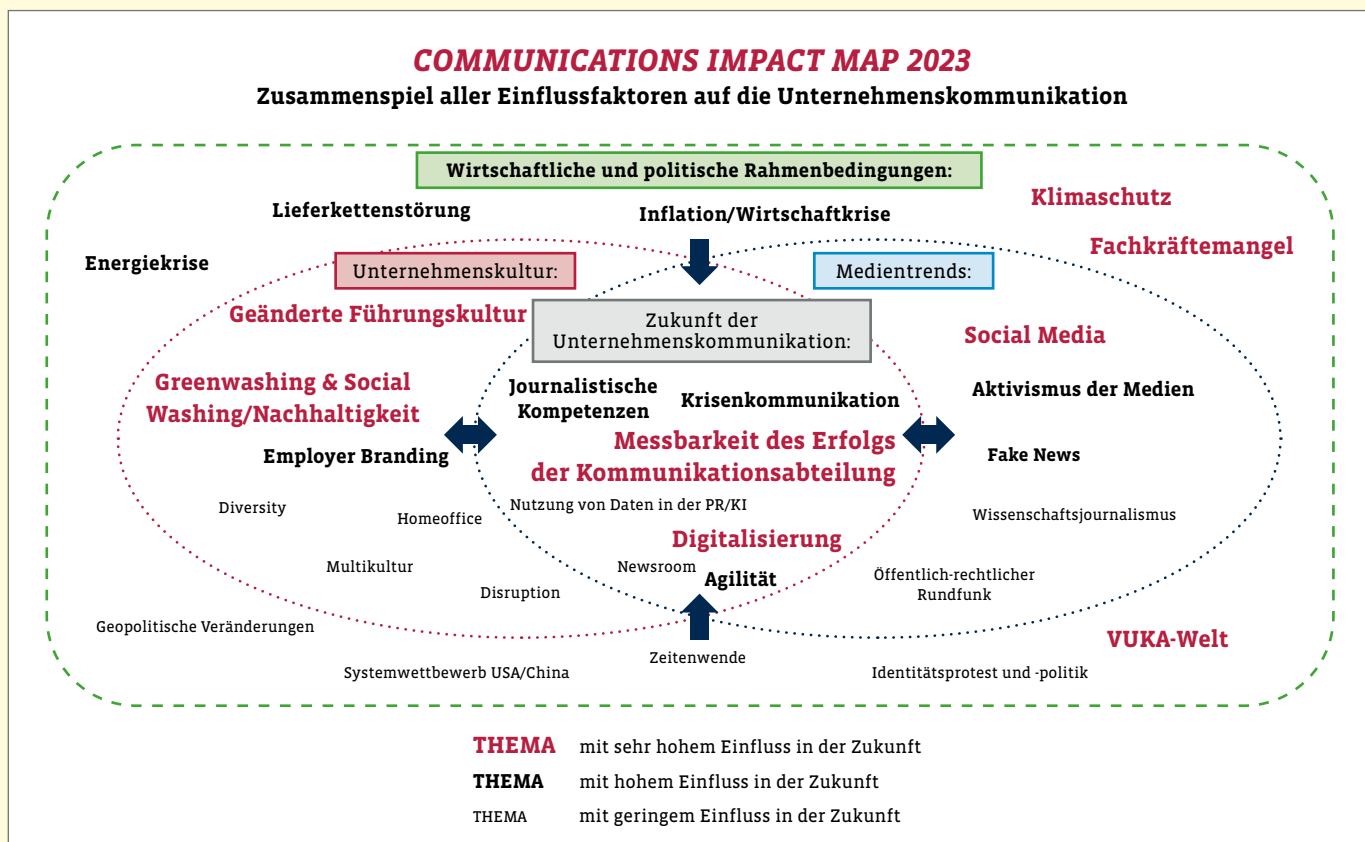 COMMUNICATIONS IMPACT MAP 2023
Zusammenspiel aller Einflussfaktoren auf die Unternehmenskommunikation
Wirtschaftliche und politische Rahmenbedingungen:
Lieferkettenstörung
Inflation/Wirtschaftkrise
Klimaschutz
Fachkräftemangel
Energiekrise
Unternehmenskultur:
Medientrends:
Geänderte Führungskultur
Zukunft der
Unternehmenskommunikation:
Social Media
Greenwashing & Social
Washing/Nachhaltigkeit
Journalistische
Kompetenzen
Krisenkommunikation
Aktivismus der Medien
Messbarkeit des Erfolgs
der Kommunikationsabteilung
Employer Branding
Fake News
Diversity
Homeoffice
Nutzung von Daten in der PR/KI
Wissenschaftsjournalismus
Digitalisierung
Multikultur
Newsroom
Agilität
Disruption
Öffentlich-rechtlicher
Rundfunk
Geopolitische Veränderungen
VUKA-Welt
Zeitenwende
Systemwettbewerb USA/China
Identitätsprotest und -politik
THEMA mit sehr hohem Einfluss in der Zukunft
THEMA mit hohem Einfluss in der Zukunft
THEMA mit geringem Einfluss in der Zukunft